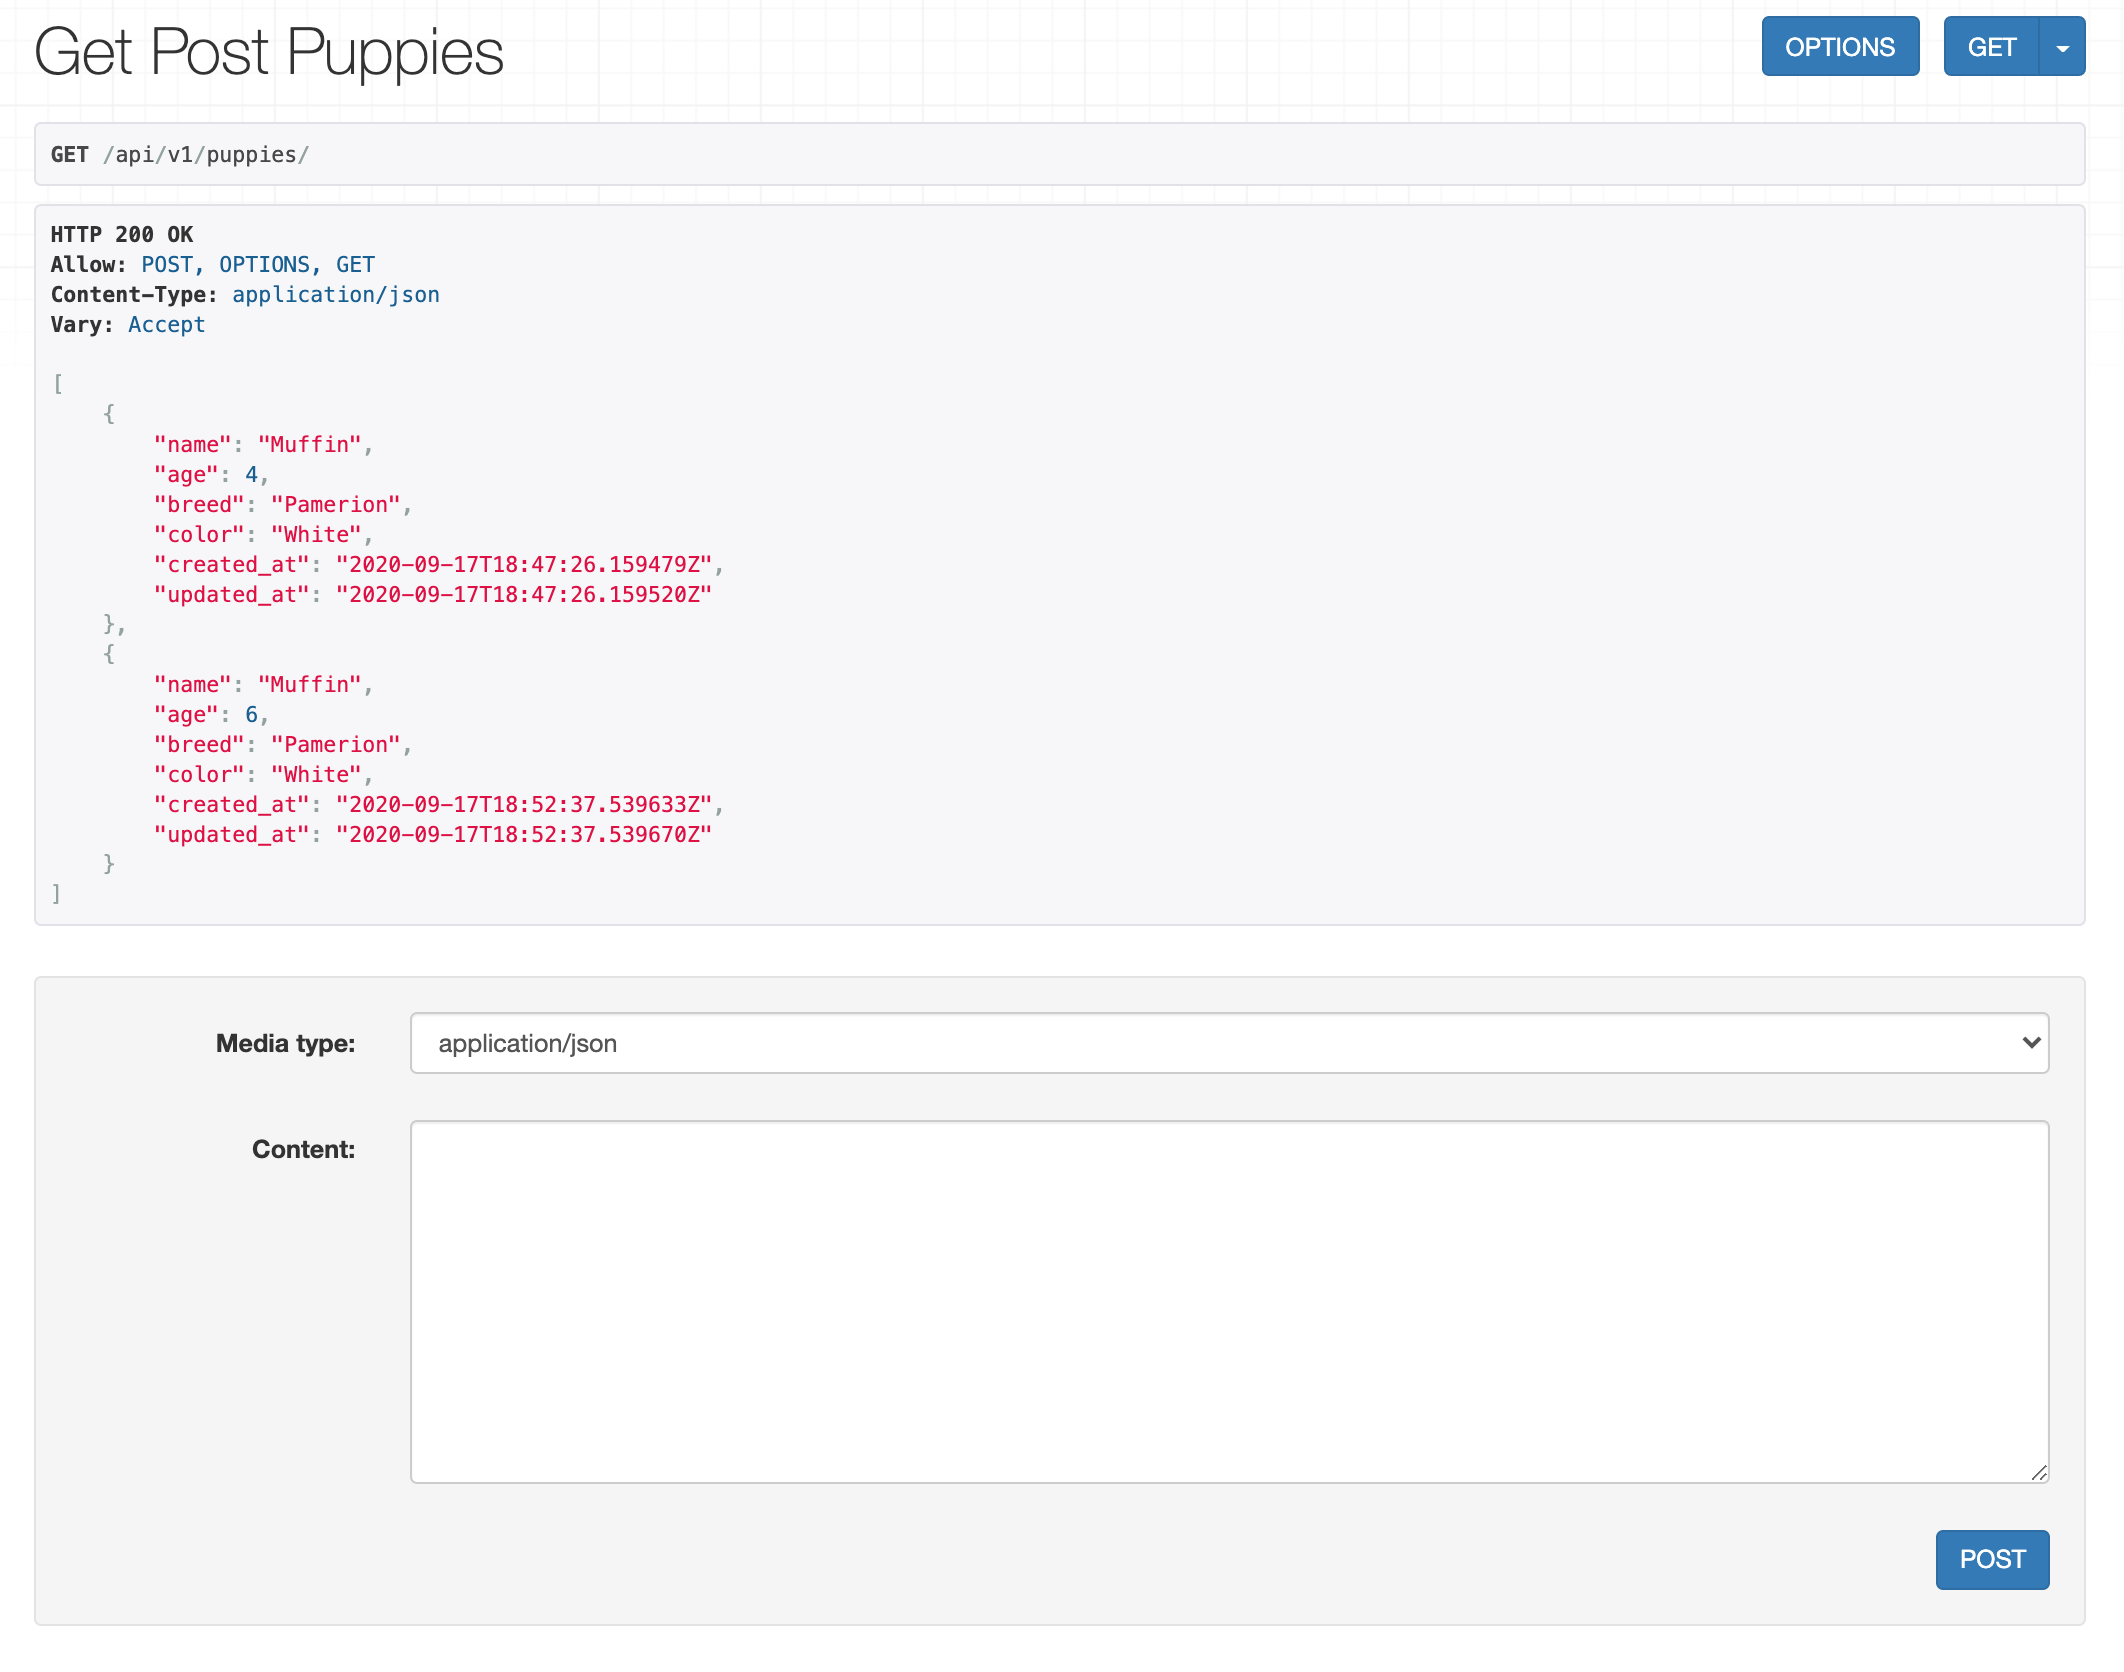 Get Post Puppies
OPTIONS
GET
GET /api/v1/puppies/
HTTP 200 OK
Allow: POST, OPTIONS, GET
Content-Type: application/json
Vary: Accept
[
    {
        "name": "Muffin",
        "age": 4,
        "breed": "Pamerion",
        "color": "White",
        "created_at": "2020-09-17T18:47:26.159479Z",
        "updated_at": "2020-09-17T18:47:26.159520Z"
    },
    {
        "name": "Muffin",
        "age": 6,
        "breed": "Pamerion",
        "color": "White",
        "created_at": "2020-09-17T18:52:37.539633Z",
        "updated_at": "2020-09-17T18:52:37.539670Z"
    }
]
Media type:
application/json
Content:
POST